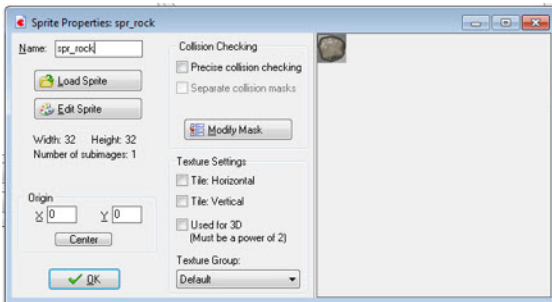 Sprite Properties: spr_rock
Name: spr_rock
Load Sprite
Edit Sprite
Width: 32 Height: 32
Number of subimages: 1
Origin
X 0 Y 0
Center
OK
Collision Checking
Precise collision checking
Separate collision masks
Modify Mask
Texture Settings
Tile: Horizontal
Tile: Vertical
Used for 3D
(Must be a power of 2)
Texture Group:
Default